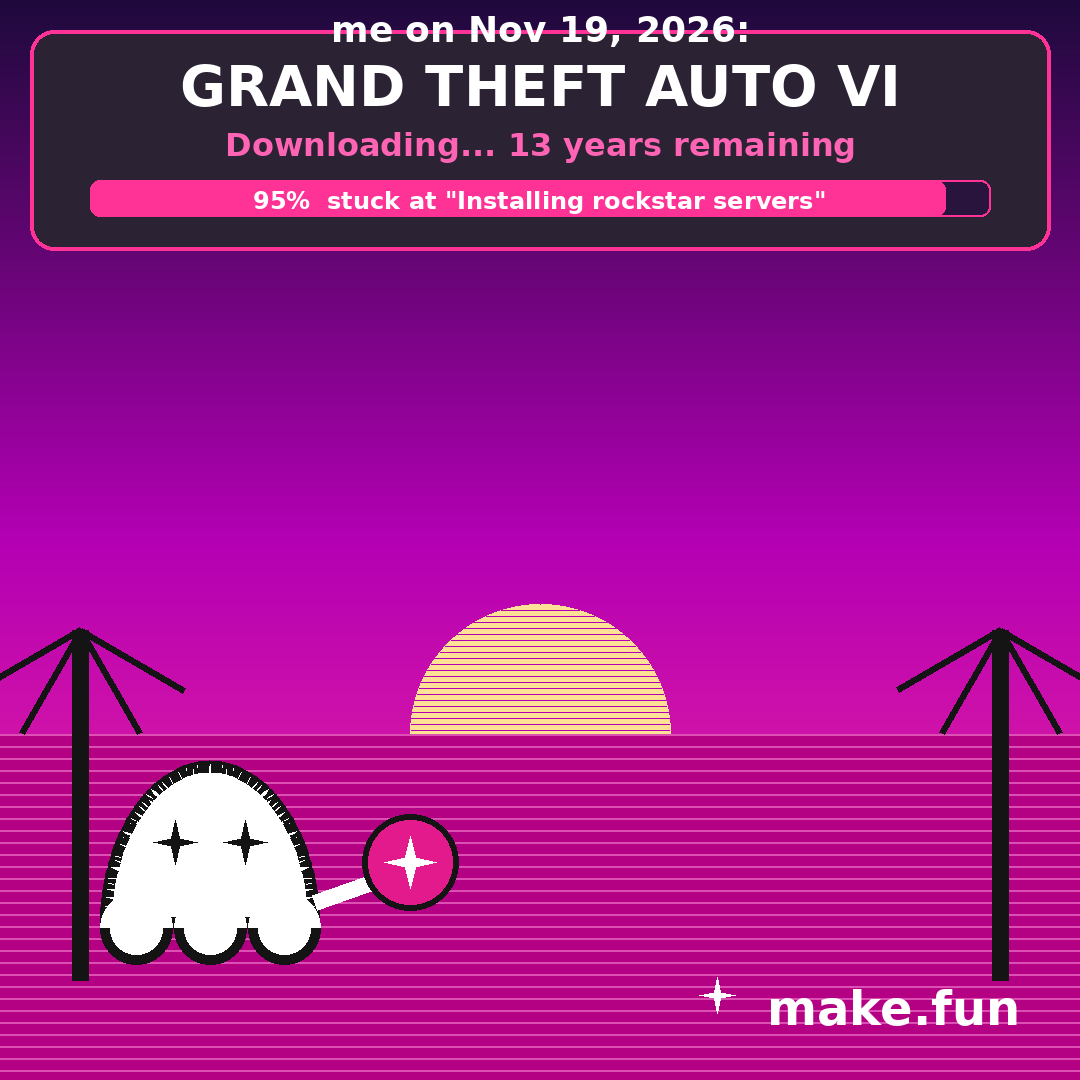 me on Nov 19, 2026:
GRAND THEFT AUTO VI
Downloading... 13 years remaining
95%  stuck at "Installing rockstar servers"
make.fun